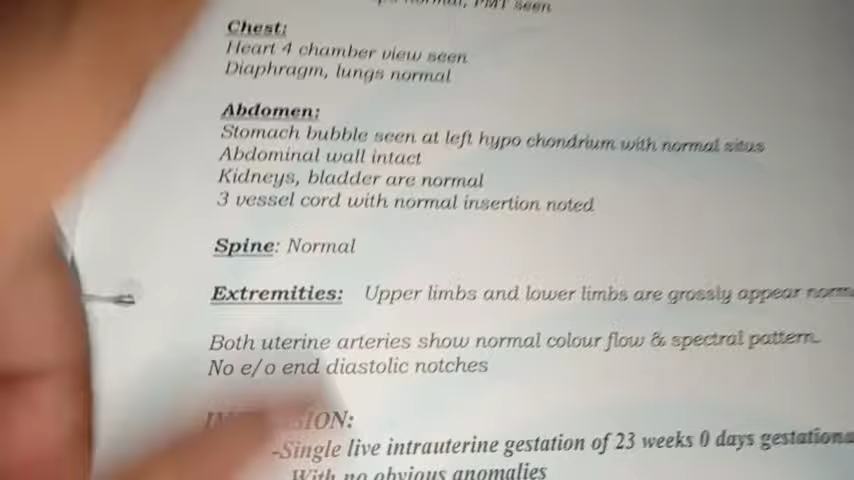 normal, PMT seen
Chest:
Heart 4 chamber view seen
Diaphragm, lungs normal
Abdomen:
Stomach bubble seen at left hypo chondrium with normal situs
Abdominal wall intact
Kidneys, bladder are normal
3 vessel cord with normal insertion noted
Spine: Normal
Extremities: Upper limbs and lower limbs are grossly appear
Both uterine arteries show normal colour flow & spectral pattern.
No e/o end diastolic notches
-Single live intrauterine gestation of 23 weeks 0 days
With no obvious anomalies